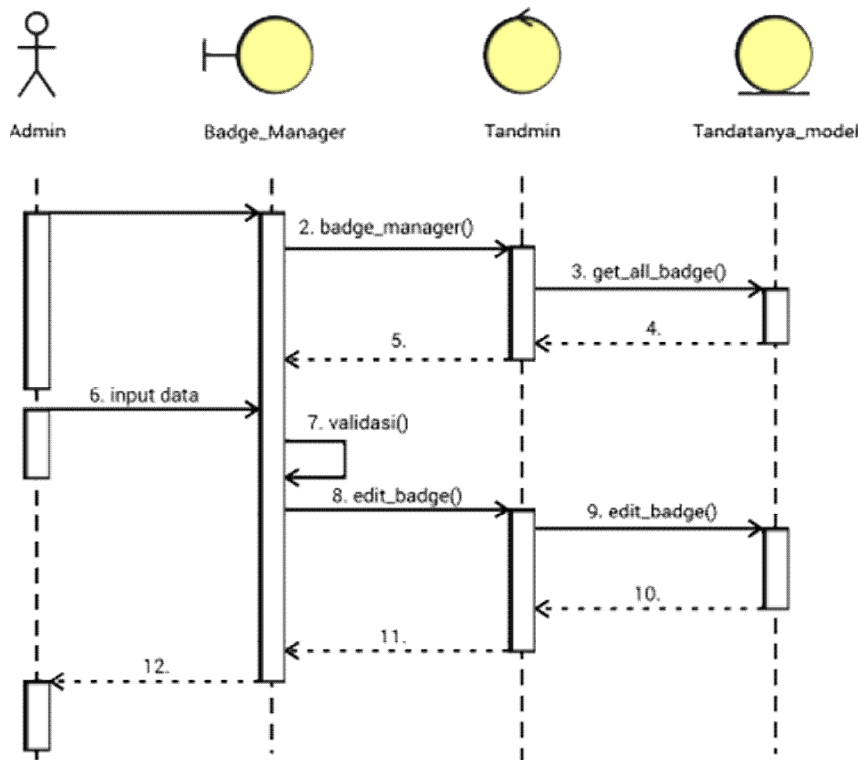 Admin
Badge_Manager
Tandmin
Tandatanya_model
2. badge_manager()
3. get_all_badge()
4.
5.
6. input data
7. validasi()
8. edit_badge()
9. edit_badge()
10.
11.
12.